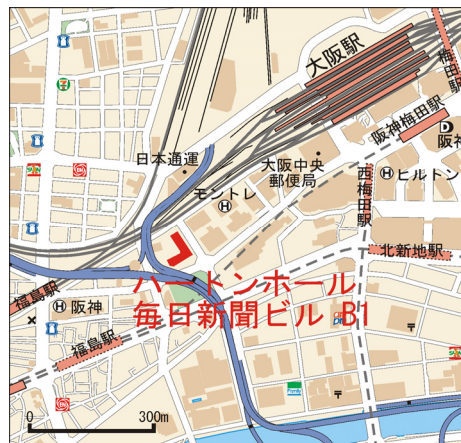 大阪駅
梅田駅
阪神梅田駅
阪神
日本通運
大阪中央
郵便局
ヒルトン
モントレ
西梅田駅
北新地駅
ハートンホール
毎日新聞ビル B1
福島駅
阪神
福島駅
0
300m